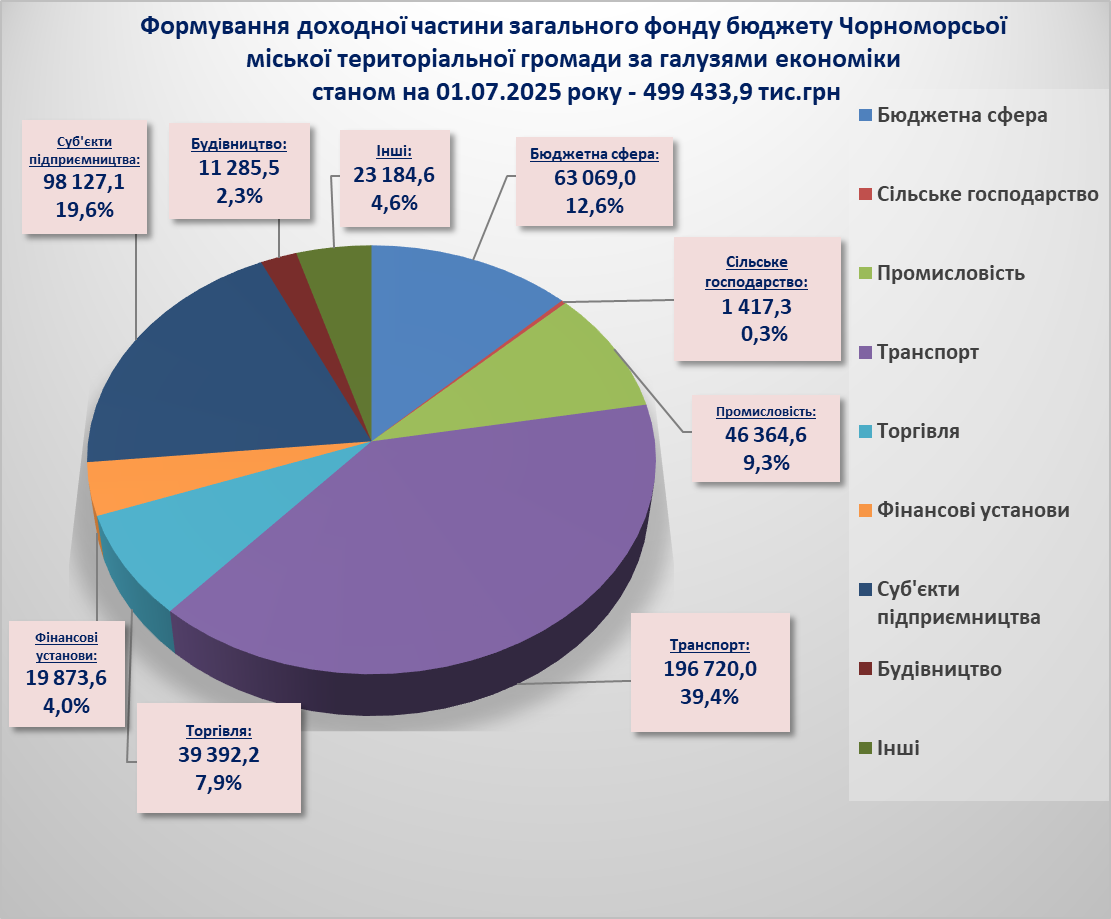 Формування доходної частини загального фонду бюджету Чорноморсьої
міської територіальної громади за галузями економіки
станом на 01.07.2025 року - 499 433,9 тис.грн
Суб'єкти
підприємництва:
98 127,1
19,6%
Будівництво:
11 285,5
2,3%
Інші:
23 184,6
4,6%
Бюджетна сфера:
63 069,0
12,6%
Сільське
господарство:
1 417,3
0,3%
Промисловість:
46 364,6
9,3%
Транспорт:
196 720,0
39,4%
Торгівля:
39 392,2
7,9%
Фінансові
установи:
19 873,6
4,0%
Бюджетна сфера
Сільське господарство
Промисловість
Транспорт
Торгівля
Фінансові установи
Суб'єкти
підприємництва
Будівництво
Інші